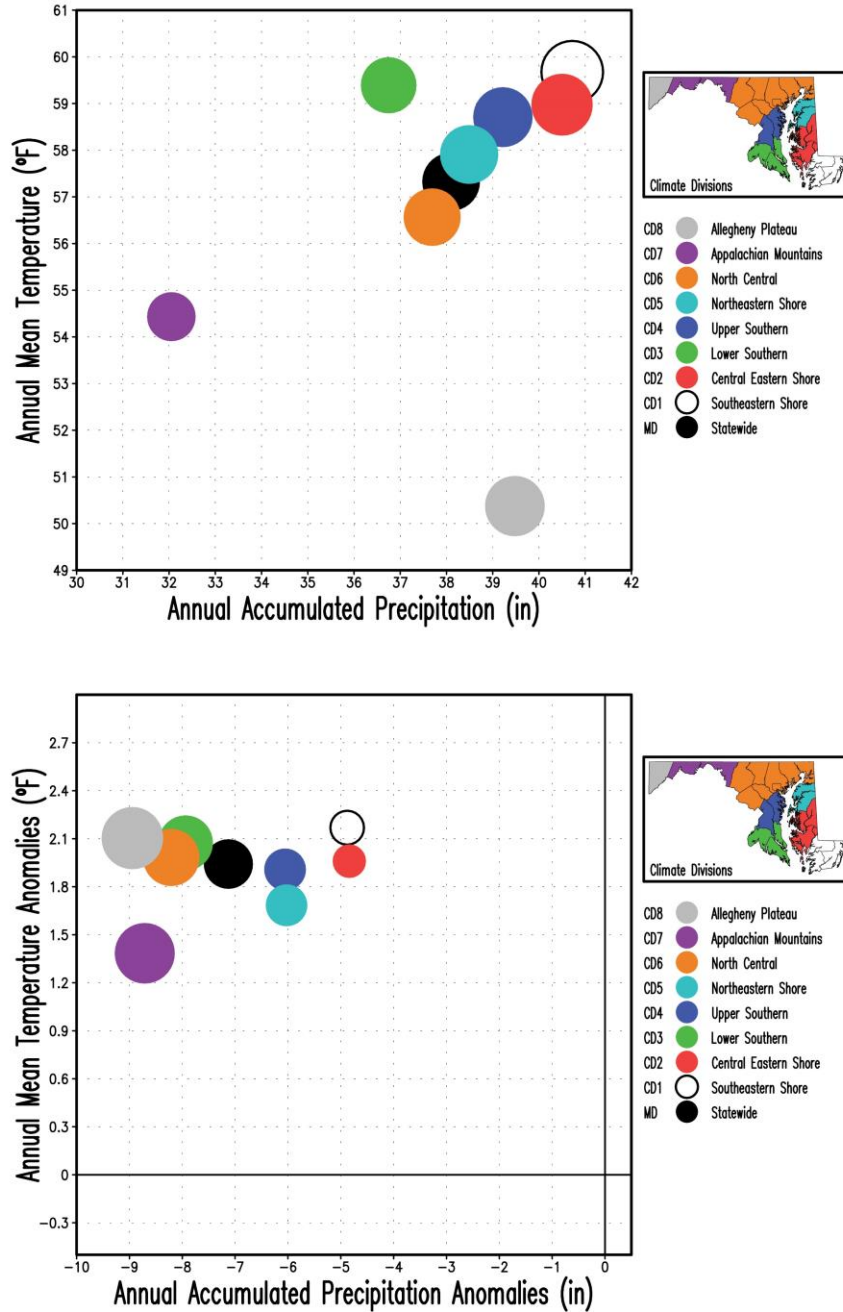 61
60
59
58
57
56
55
54
53
52
51
50
49
Annual Mean Temperature (°F)
30 31 32 33 34 35 36 37 38 39 40 41 42
Annual Accumulated Precipitation (in)
Climate Divisions
CD8 Allegheny Plateau
CD7 Appalachian Mountains
CD6 North Central
CD5 Northeastern Shore
CD4 Upper Southern
CD3 Lower Southern
CD2 Central Eastern Shore
CD1 Southeastern Shore
MD Statewide
2.7
2.4
2.1
1.8
1.5
1.2
0.9
0.6
0.3
0
-0.3
Annual Mean Temperature Anomalies (°F)
-10 -9 -8 -7 -6 -5 -4 -3 -2 -1 0
Annual Accumulated Precipitation Anomalies (in)
Climate Divisions
CD8 Allegheny Plateau
CD7 Appalachian Mountains
CD6 North Central
CD5 Northeastern Shore
CD4 Upper Southern
CD3 Lower Southern
CD2 Central Eastern Shore
CD1 Southeastern Shore
MD Statewide